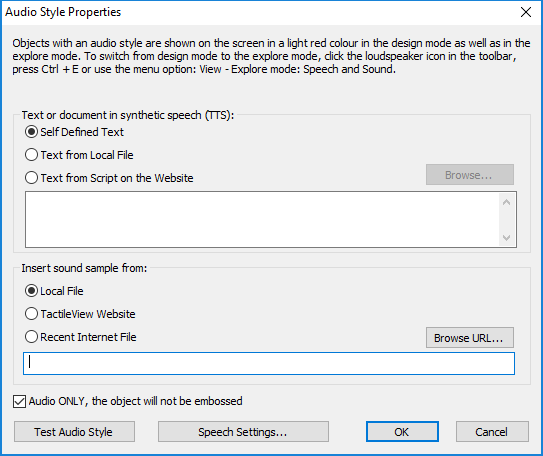 Audio Style Properties
Objects with an audio style are shown on the screen in a light red colour in the design mode as well as in the
explore mode. To switch from design mode to the explore mode, click the loudspeaker icon in the toolbar,
press Ctrl + E or use the menu option: View - Explore mode: Speech and Sound.
Text or document in synthetic speech (TTS):
Self Defined Text
Text from Local File
Text from Script on the Website
Browse...
Insert sound sample from:
Local File
TactileView Website
Recent Internet File
Browse URL...
Audio ONLY, the object will not be embossed
Test Audio Style
Speech Settings...
OK
Cancel